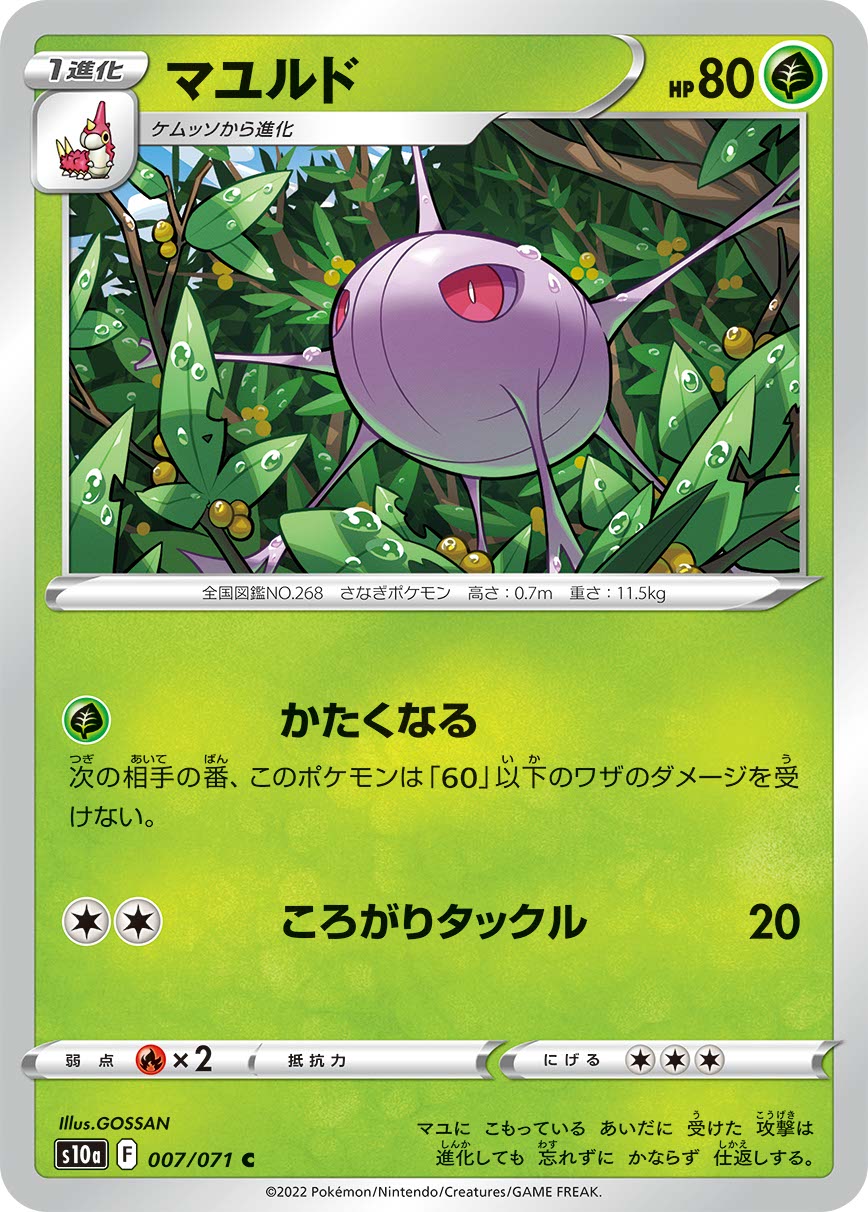 1進化
マユルド
HP80
ケムッソから進化
全国図鑑NO.268 さなぎポケモン 高さ:0.7m 重さ:11.5kg
かたくなる
次の相手の番、このポケモンは「60」以下のワザのダメージを受
けない。
ころがりタックル 20
弱点 ×2 抵抗力 にげる
Illus.GOSSAN
s10a F 007/071 C
マユに こもっている あいだに 受けた 攻撃は
進化しても 忘れずに かならず 仕返しする。
©2022 Pokémon/Nintendo/Creatures/GAME FREAK.